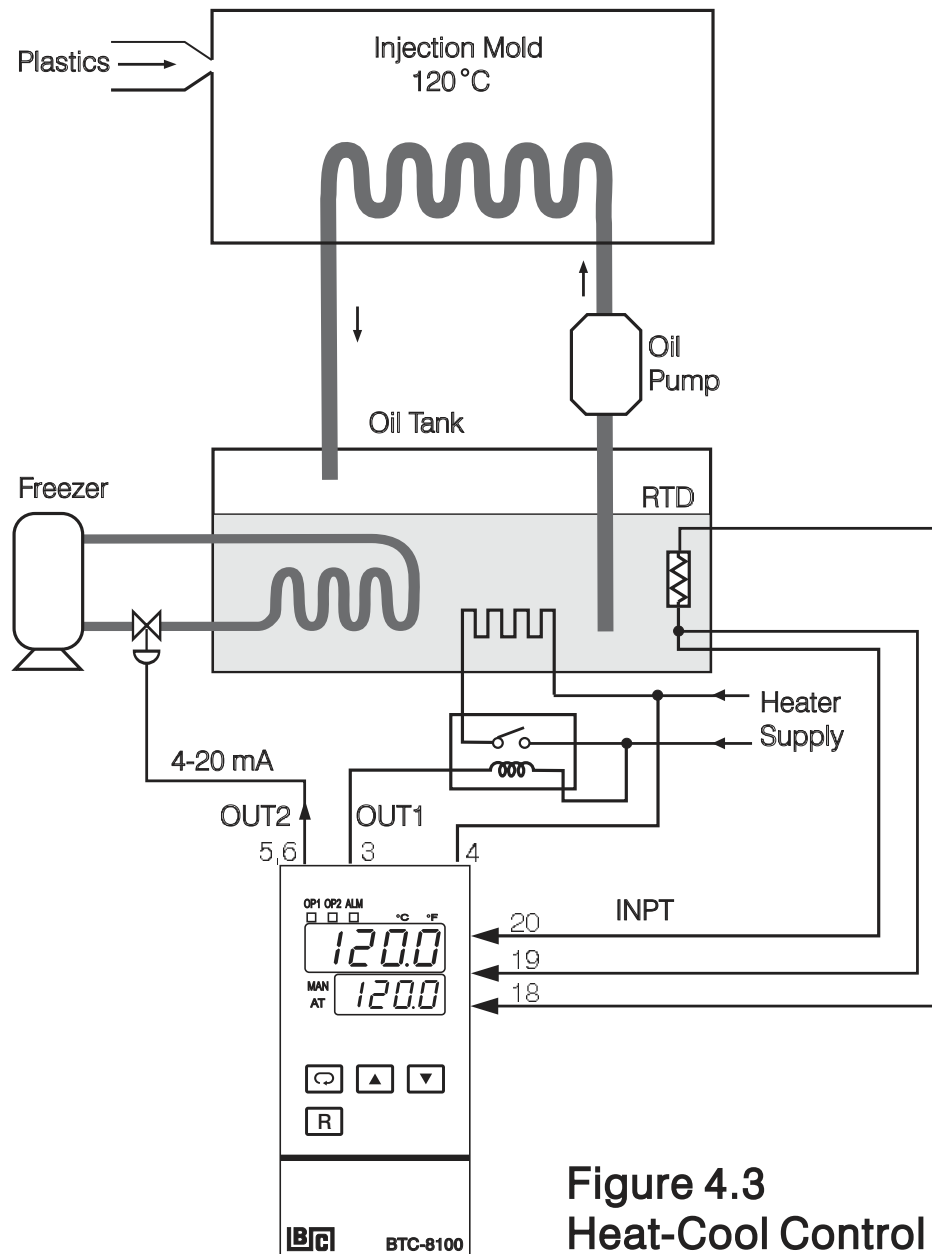 Plastics
Injection Mold
120°C
Oil
Pump
Oil Tank
Freezer
RTD
Heater
Supply
4-20 mA
OUT2
OUT1
5,6
3
4
OP1 OP2 ALM
°C °F
120.0
MAN
AT
120.0
INPT
20
19
18
R
BC
BTC-8100
Figure 4.3
Heat-Cool Control